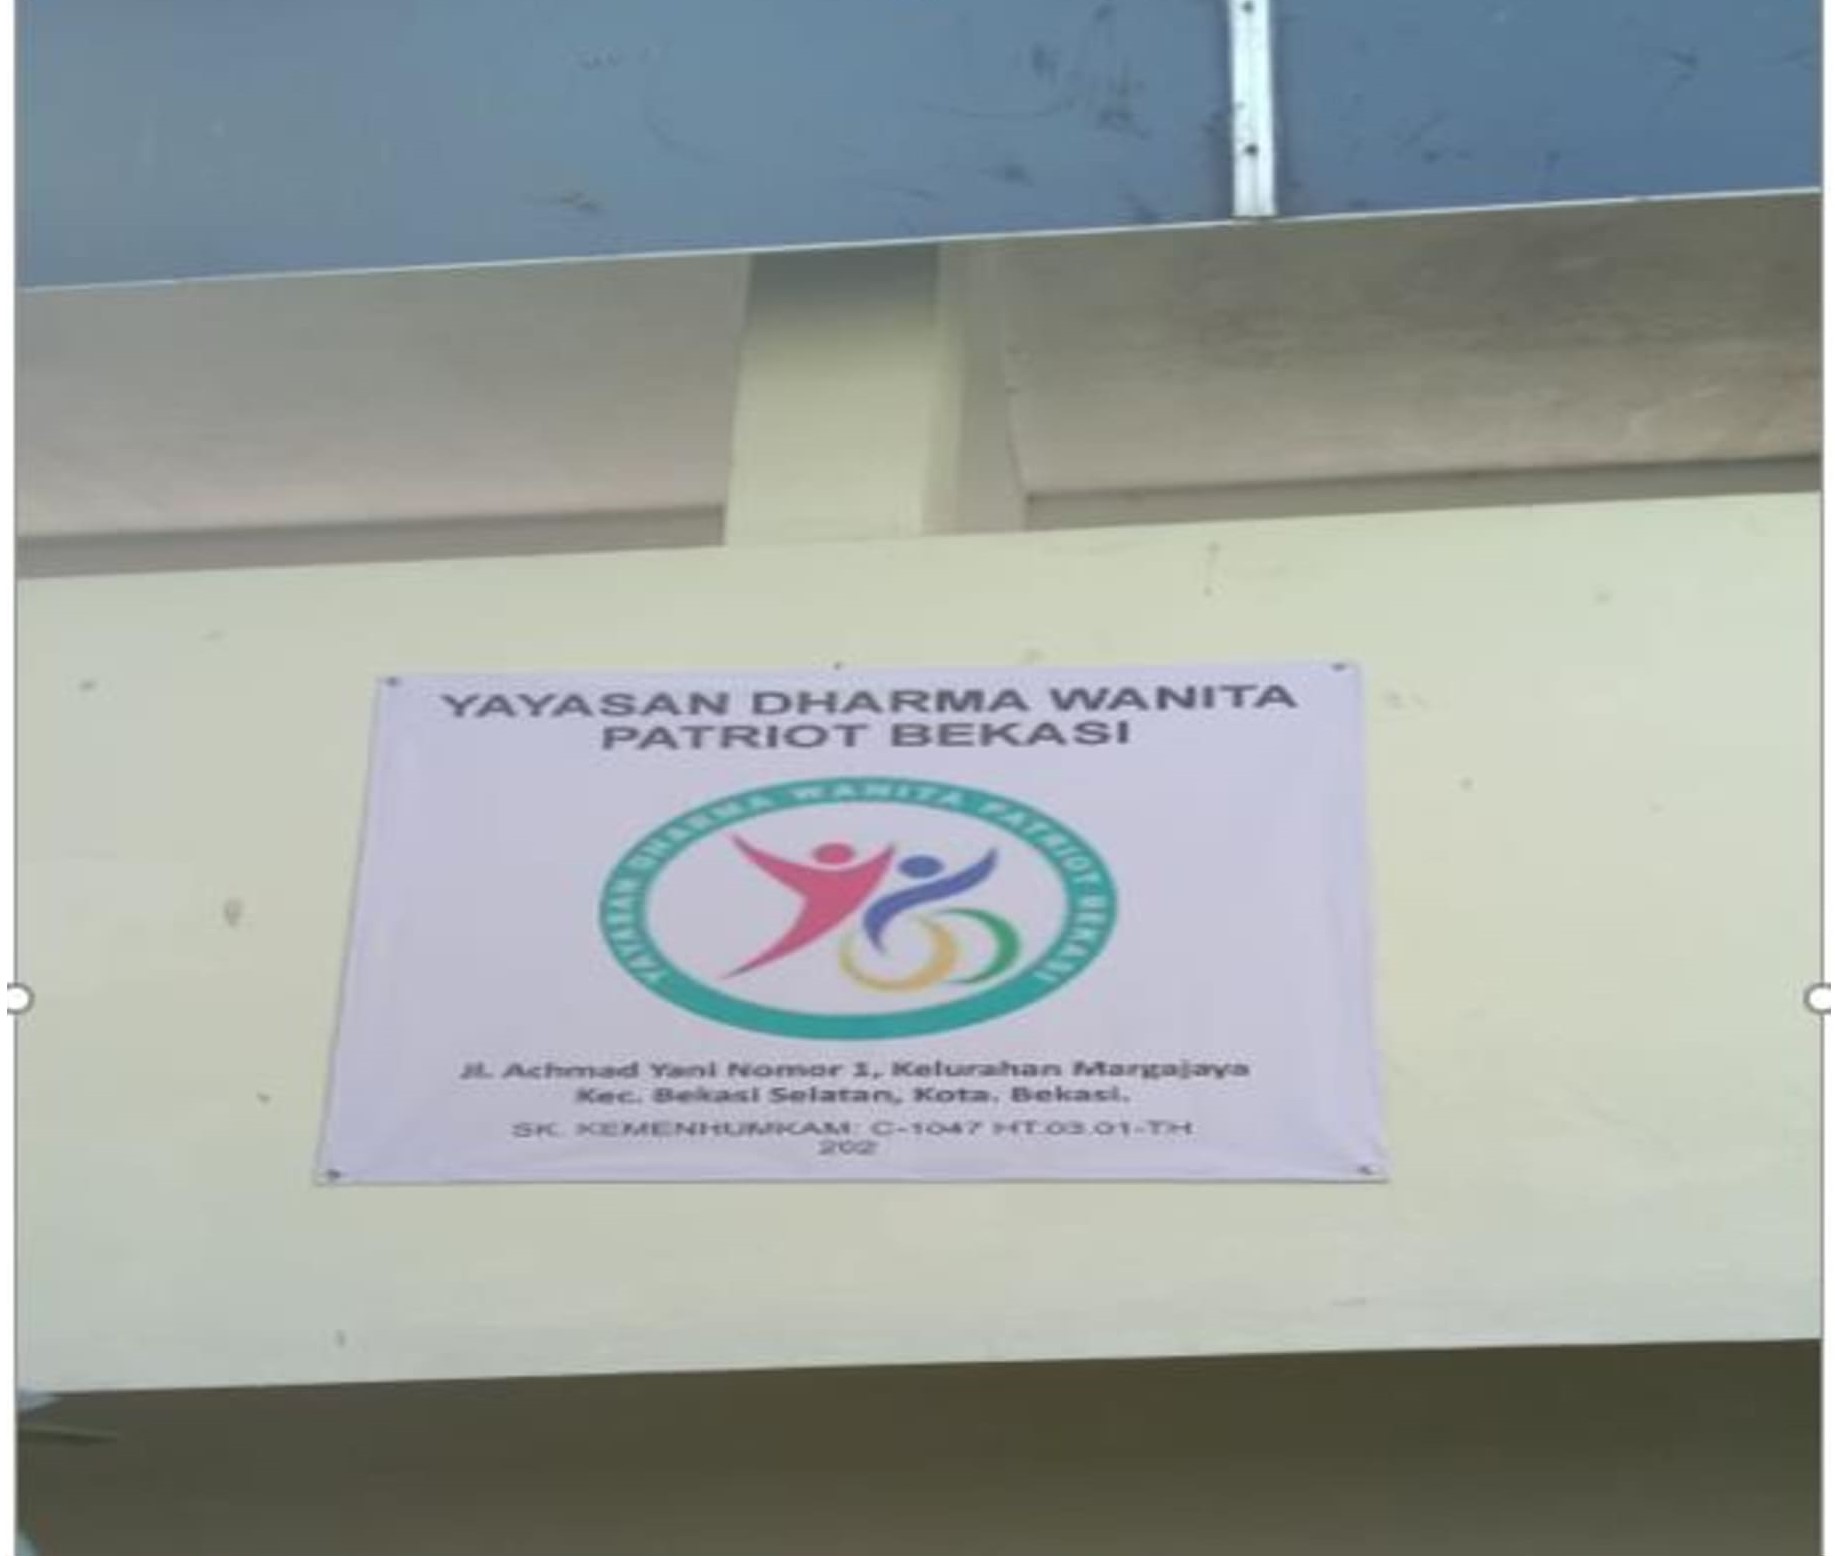 YAYASAN DHARMA WANITA
PATRIOT BEKASI
YAYASAN DHARMA WANITA PATRIOT BEKASI
Jl. Achmad Yani Nomor 1, Kelurahan Margajaya
Kec. Bekasi Selatan, Kota. Bekasi.
SK. KEMENHUMKAM: C-1047 HT.03.01-TH
202